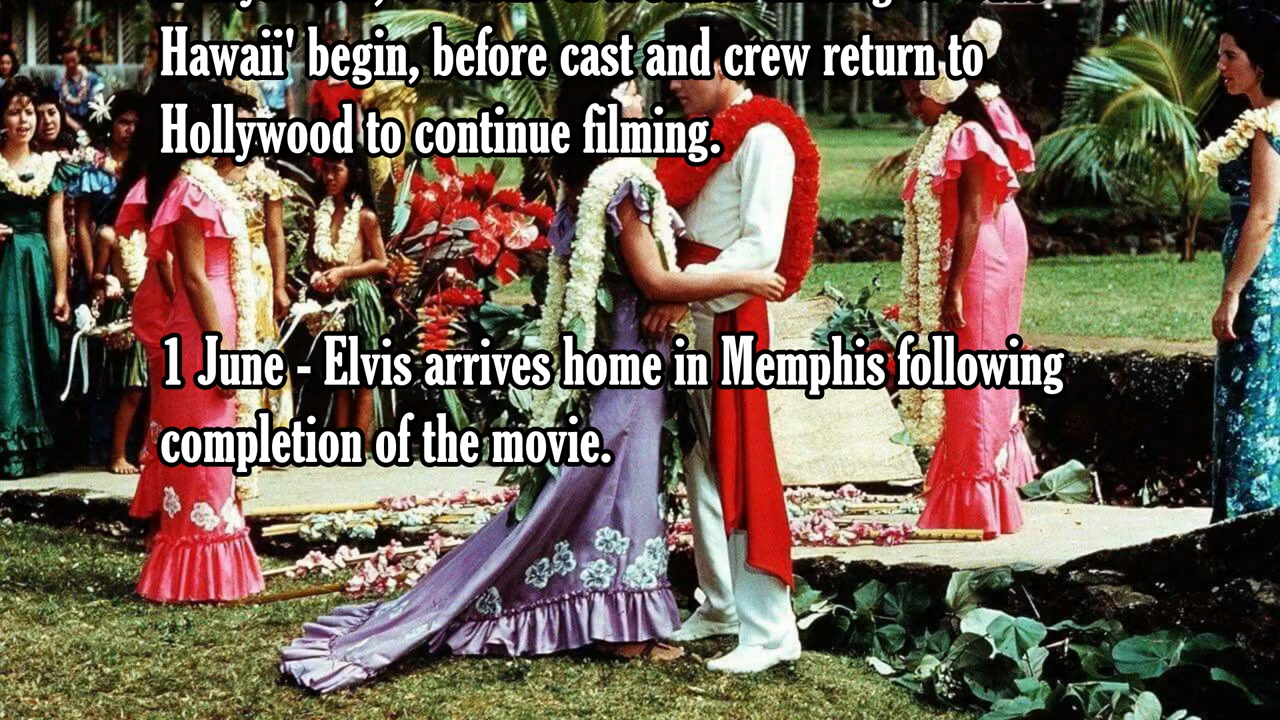 Hawaii' begin, before cast and crew return to
Hollywood to continue filming.
1 June - Elvis arrives home in Memphis following
completion of the movie.